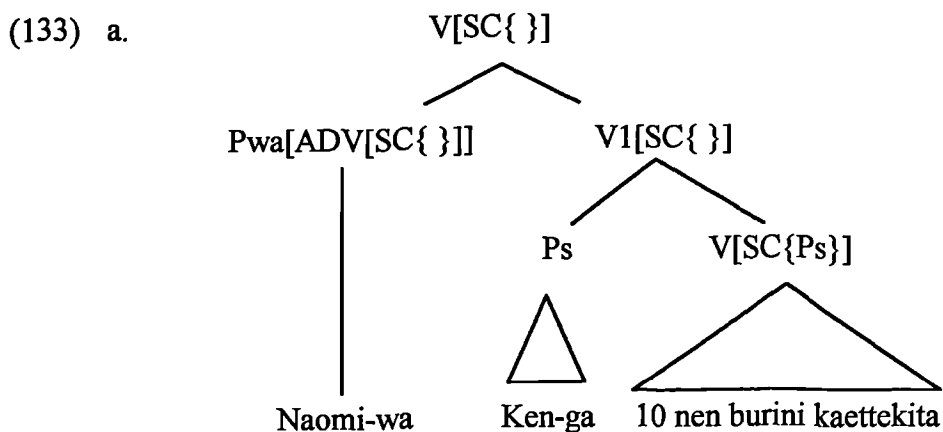 (133) a. V[SC{ }]
Pwa[ADV[SC{ }]] V1[SC{ }]
Ps V[SC{Ps}]
Naomi-wa Ken-ga 10 nen burini kaettekita